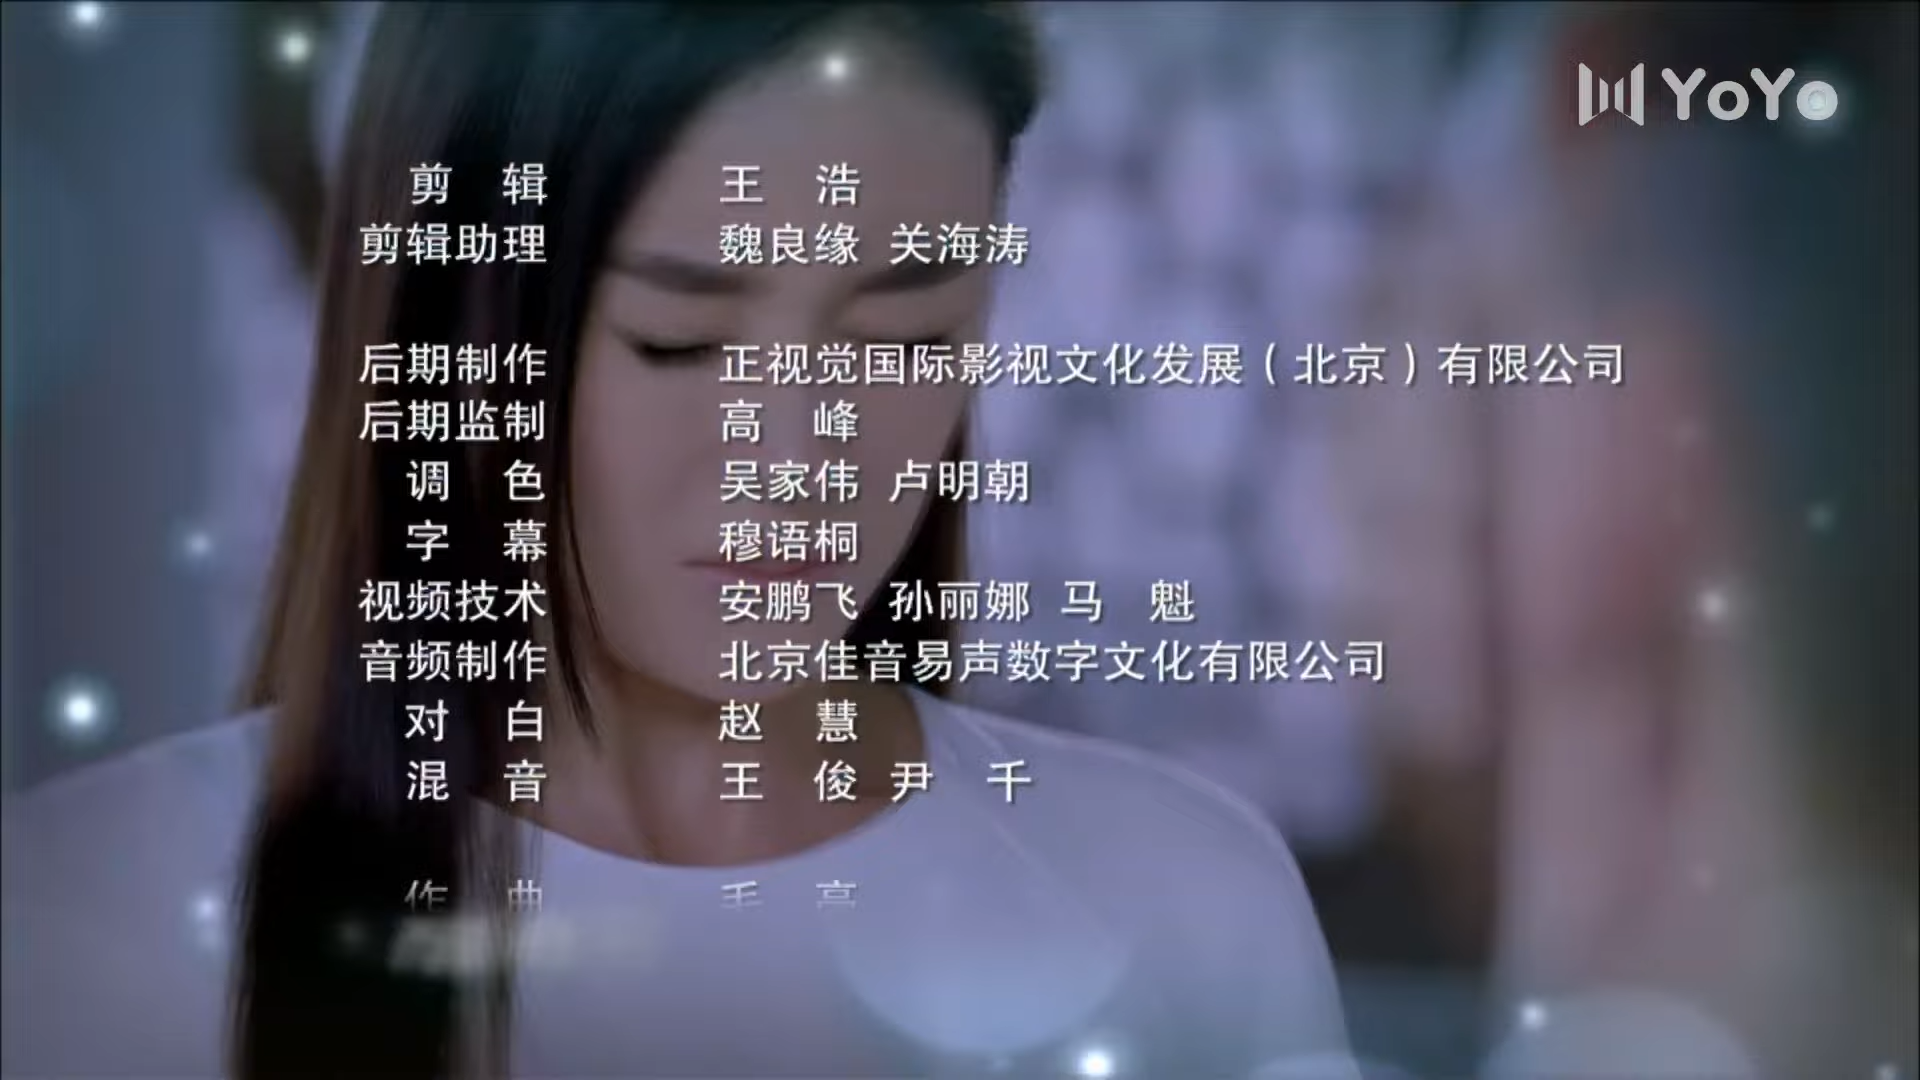 YoYo
剪 辑 王 浩
剪辑助理 魏良缘 关海涛
后期制作 正视觉国际影视文化发展（北京）有限公司
后期监制 高 峰
调 色 吴家伟 卢明朝
字 幕 穆语桐
视频技术 安鹏飞 孙丽娜 马 魁
音频制作 北京佳音易声数字文化有限公司
对 白 赵 慧
混 音 王 俊 尹 千
作 曲 毛 亮